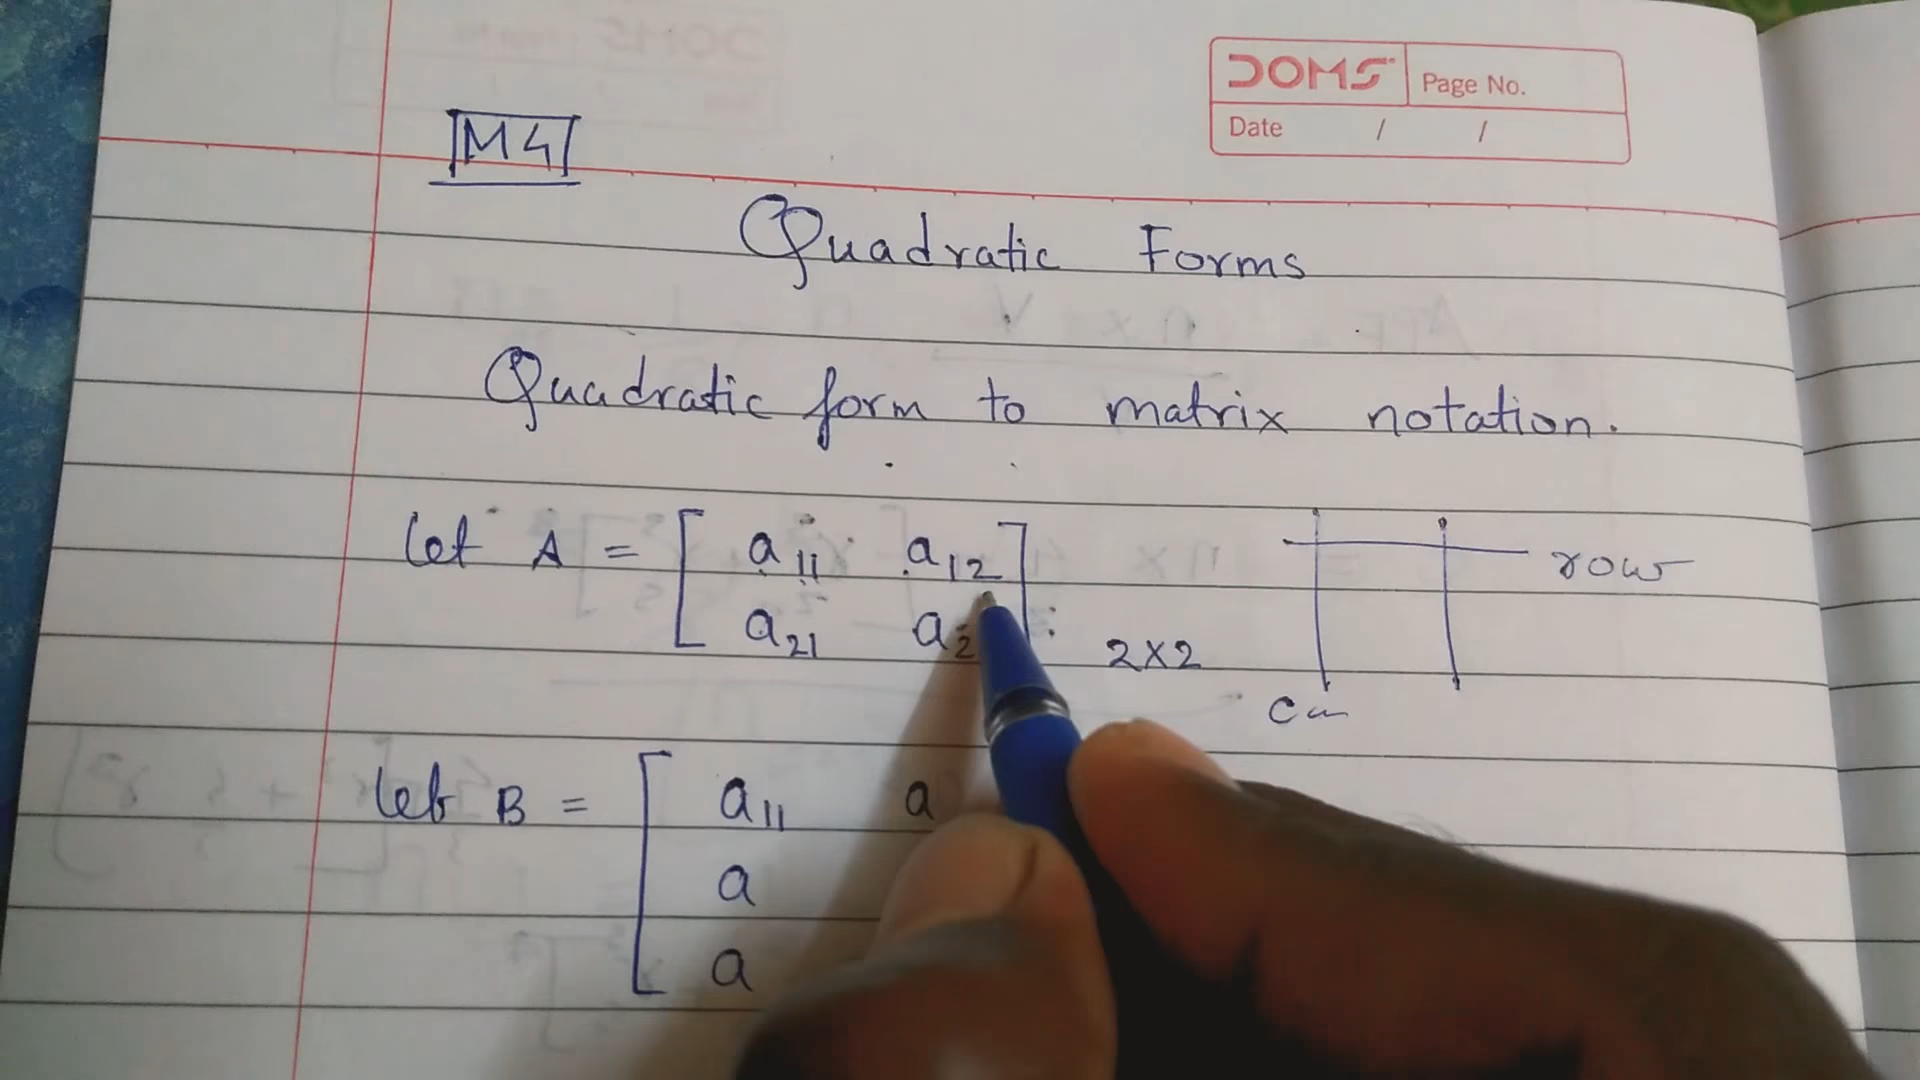 DOMS Page No.
Date / /
M4
Quadratic Forms
Quadratic form to matrix notation.
Let A = [ a11 a12 row
a21 a2 ] 2x2
Let B = [ a11 a
a
a